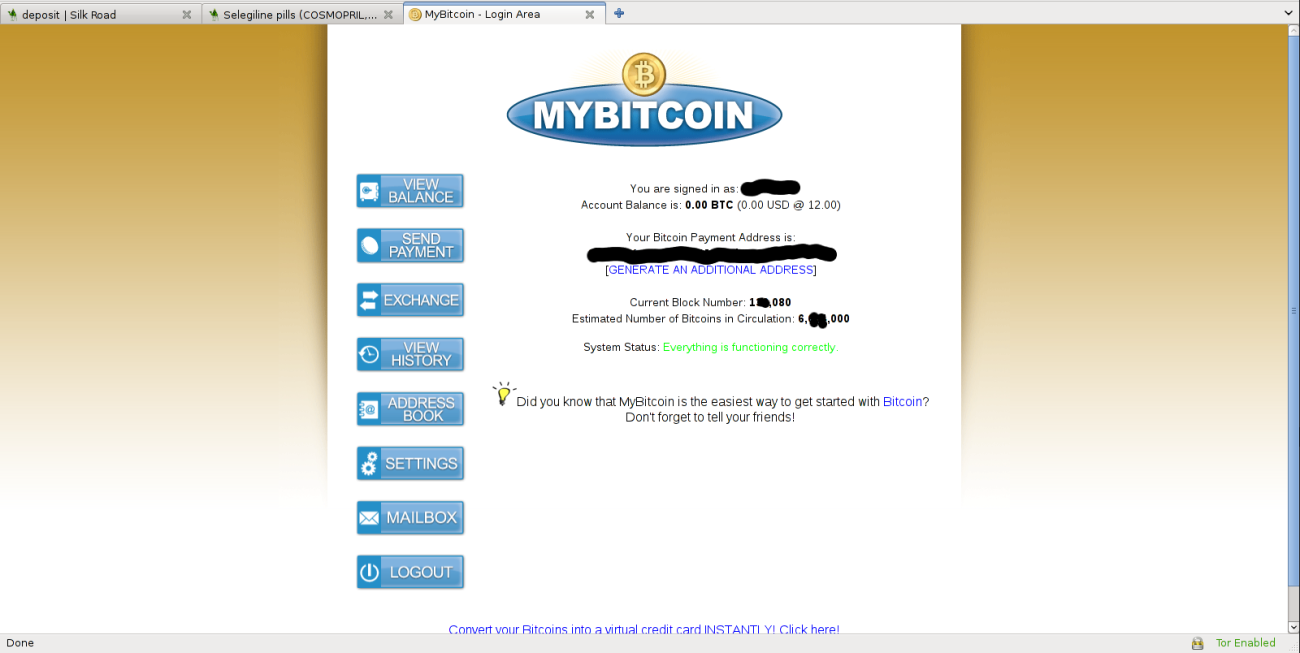 deposit | Silk Road
Selegiline pills (COSMOPRIL,...
MyBitcoin - Login Area
MYBITCOIN
VIEW
BALANCE
You are signed in as:
Account Balance is: 0.00 BTC (0.00 USD @ 12.00)
SEND
PAYMENT
Your Bitcoin Payment Address is:
[GENERATE AN ADDITIONAL ADDRESS]
EXCHANGE
Current Block Number: 1 ,080
Estimated Number of Bitcoins in Circulation: 6, ,000
VIEW
HISTORY
System Status: Everything is functioning correctly.
ADDRESS
BOOK
Did you know that MyBitcoin is the easiest way to get started with Bitcoin?
Don't forget to tell your friends!
SETTINGS
MAILBOX
LOGOUT
Convert your Bitcoins into a virtual credit card INSTANTLY! Click here!
Done
Tor Enabled